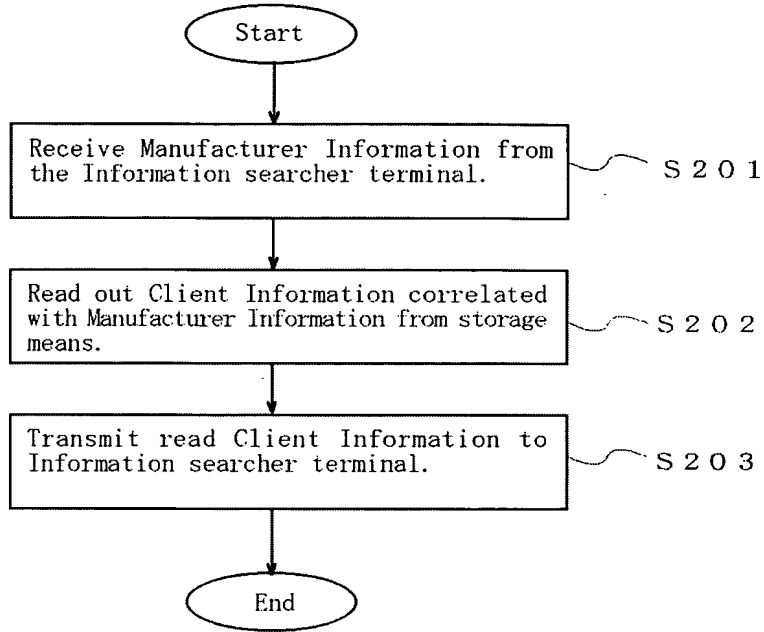 Start
Receive Manufacturer Information from
the Information searcher terminal.
S201
Read out Client Information correlated
with Manufacturer Information from storage
means.
S202
Transmit read Client Information to
Information searcher terminal.
S203
End